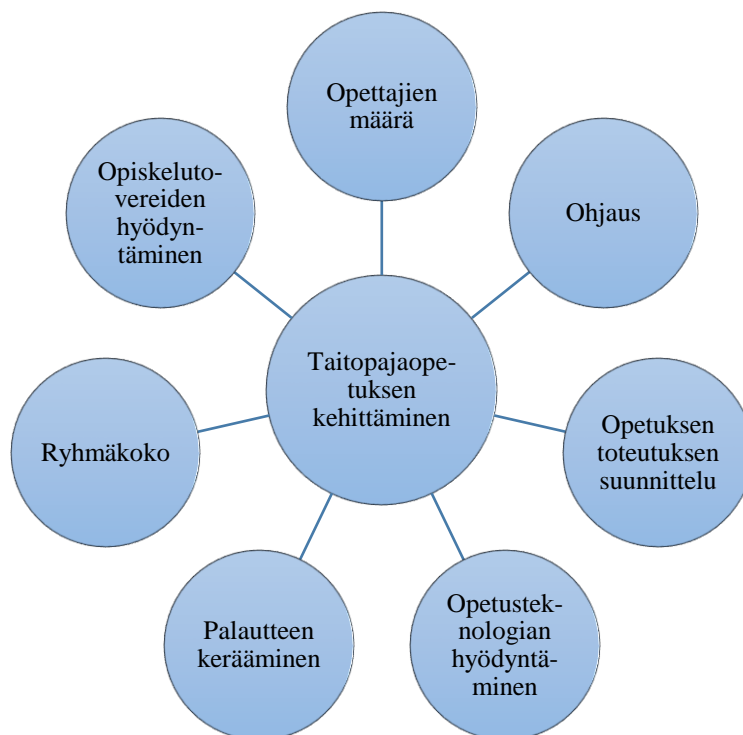 Opettajien
määrä
Ohjaus
Opetuksen
toteutuksen
suunnittelu
Opetustek-
nologian
hyödyntä-
minen
Palautteen
kerääminen
Ryhmäkoko
Opiskeluto-
vereiden
hyödyn-
täminen
Taitopajaope-
tuksen
kehittäminen